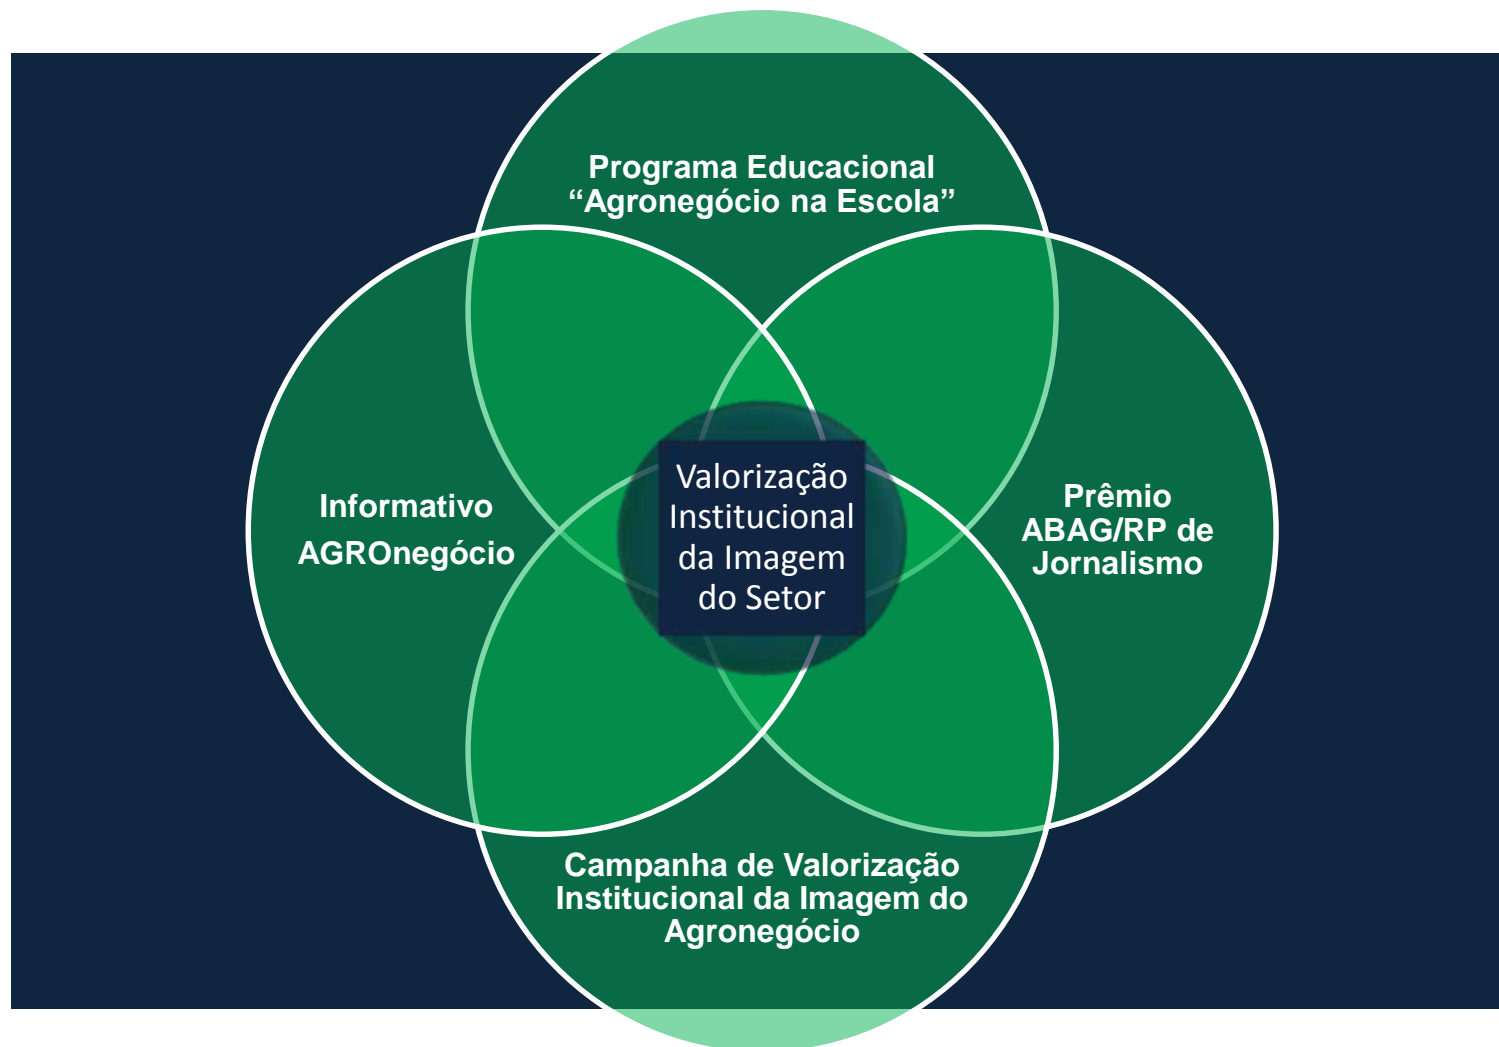 Programa Educacional
“Agronegócio na Escola”
Informativo
AGROnegócio
Valorização
Institucional
da Imagem
do Setor
Prêmio
ABAG/RP de
Jornalismo
Campanha de Valorização
Institucional da Imagem do
Agronegócio